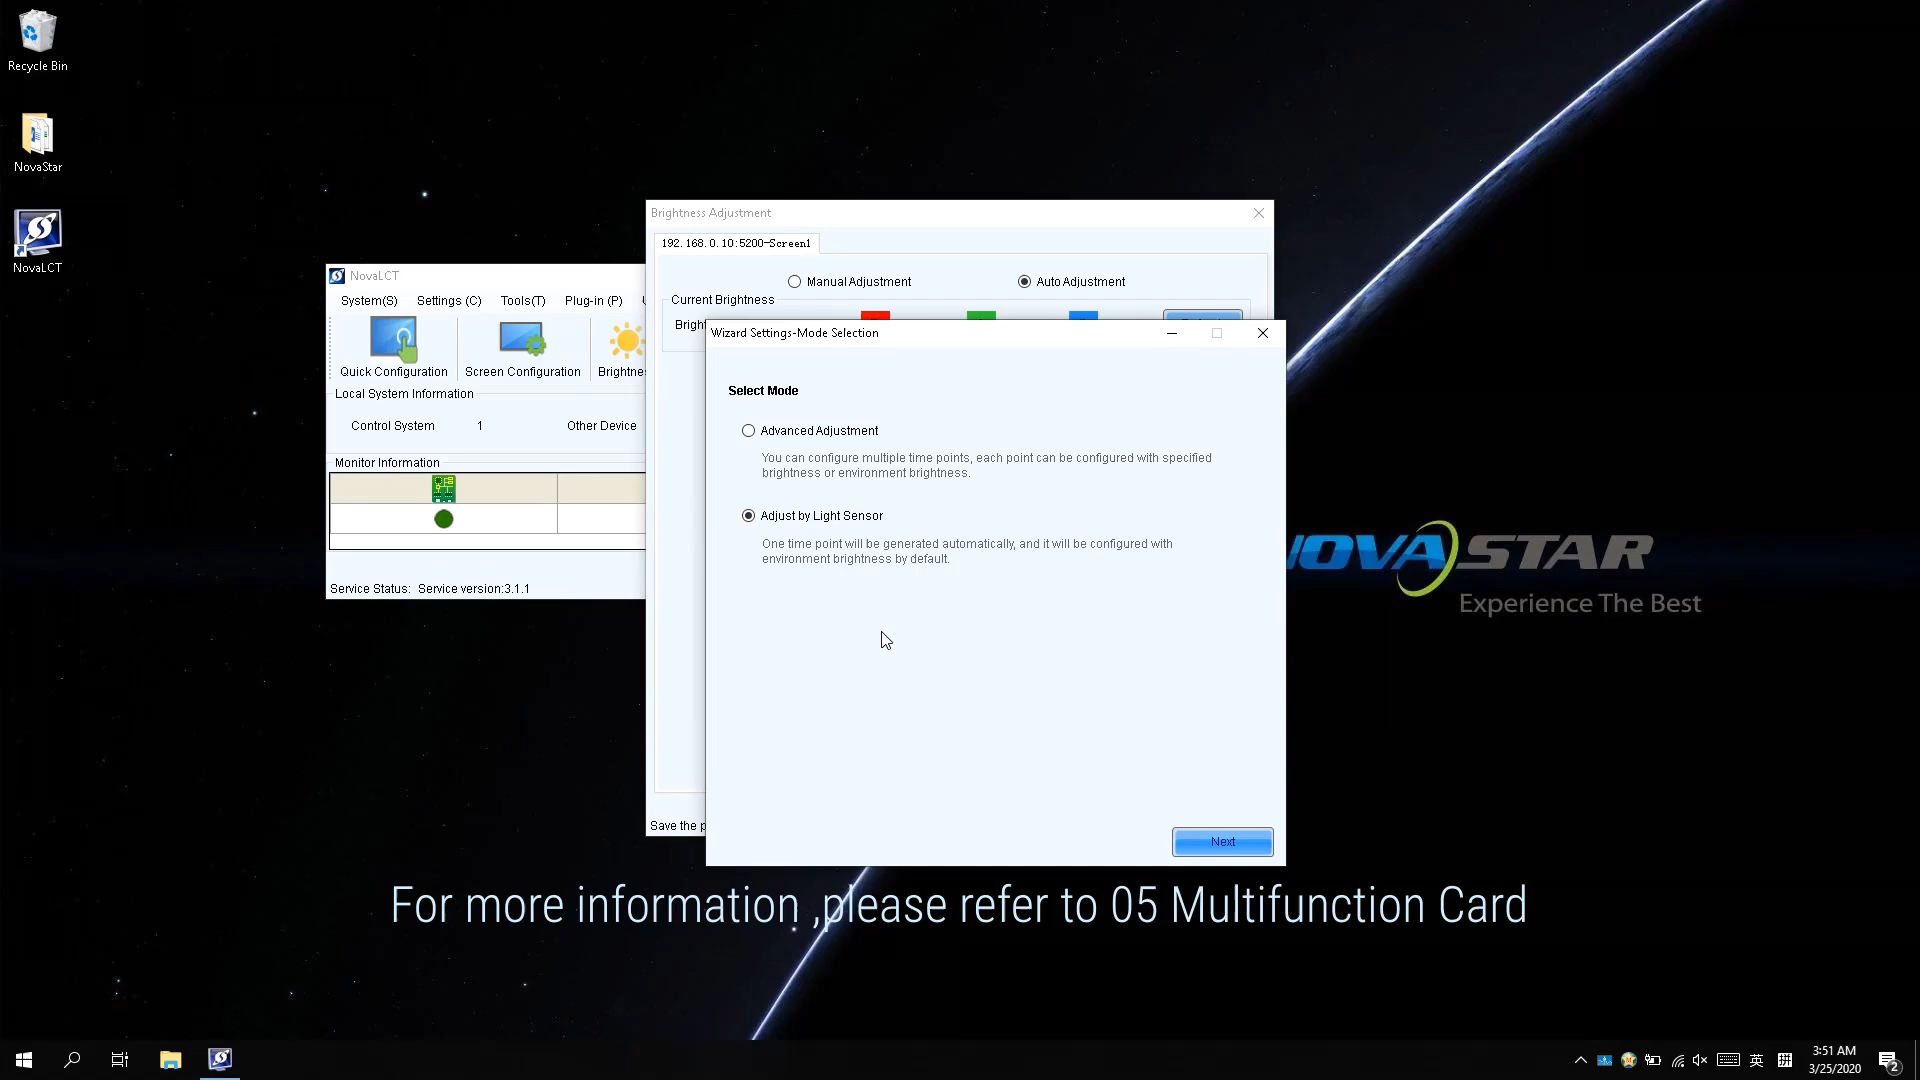 Recycle Bin
NovaStar
NovaLCT
NovaLCT
System(S) Settings (C) Tools(T) Plug-in (P)
Quick Configuration Screen Configuration
Local System Information
Control System 1 Other Device
Monitor Information
Service Status: Service version:3.1.1
Brightness Adjustment
192.168.0.10:5200-Screen1
Manual Adjustment Auto Adjustment
Current Brightness
Save the
Wizard Settings-Mode Selection
Select Mode
Advanced Adjustment
You can configure multiple time points, each point can be configured with specified
brightness or environment brightness.
Adjust by Light Sensor
One time point will be generated automatically, and it will be configured with
environment brightness by default.
Next
NOVASTAR
Experience The Best
For more information ,please refer to 05 Multifunction Card
英 拼
3:51 AM
3/25/2020
2